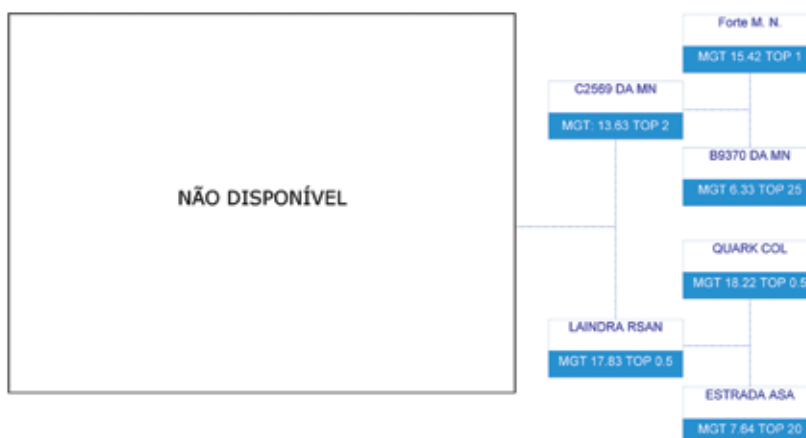 NÃO DISPONÍVEL
C2569 DA MN
MGT: 13.63 TOP 2
LAINDRA RSAN
MGT 17.83 TOP 0.5
Forte M. N.
MGT 15.42 TOP 1
B9370 DA MN
MGT 6.33 TOP 25
QUARK COL
MGT 18.22 TOP 0.5
ESTRADA ASA
MGT 7.64 TOP 20